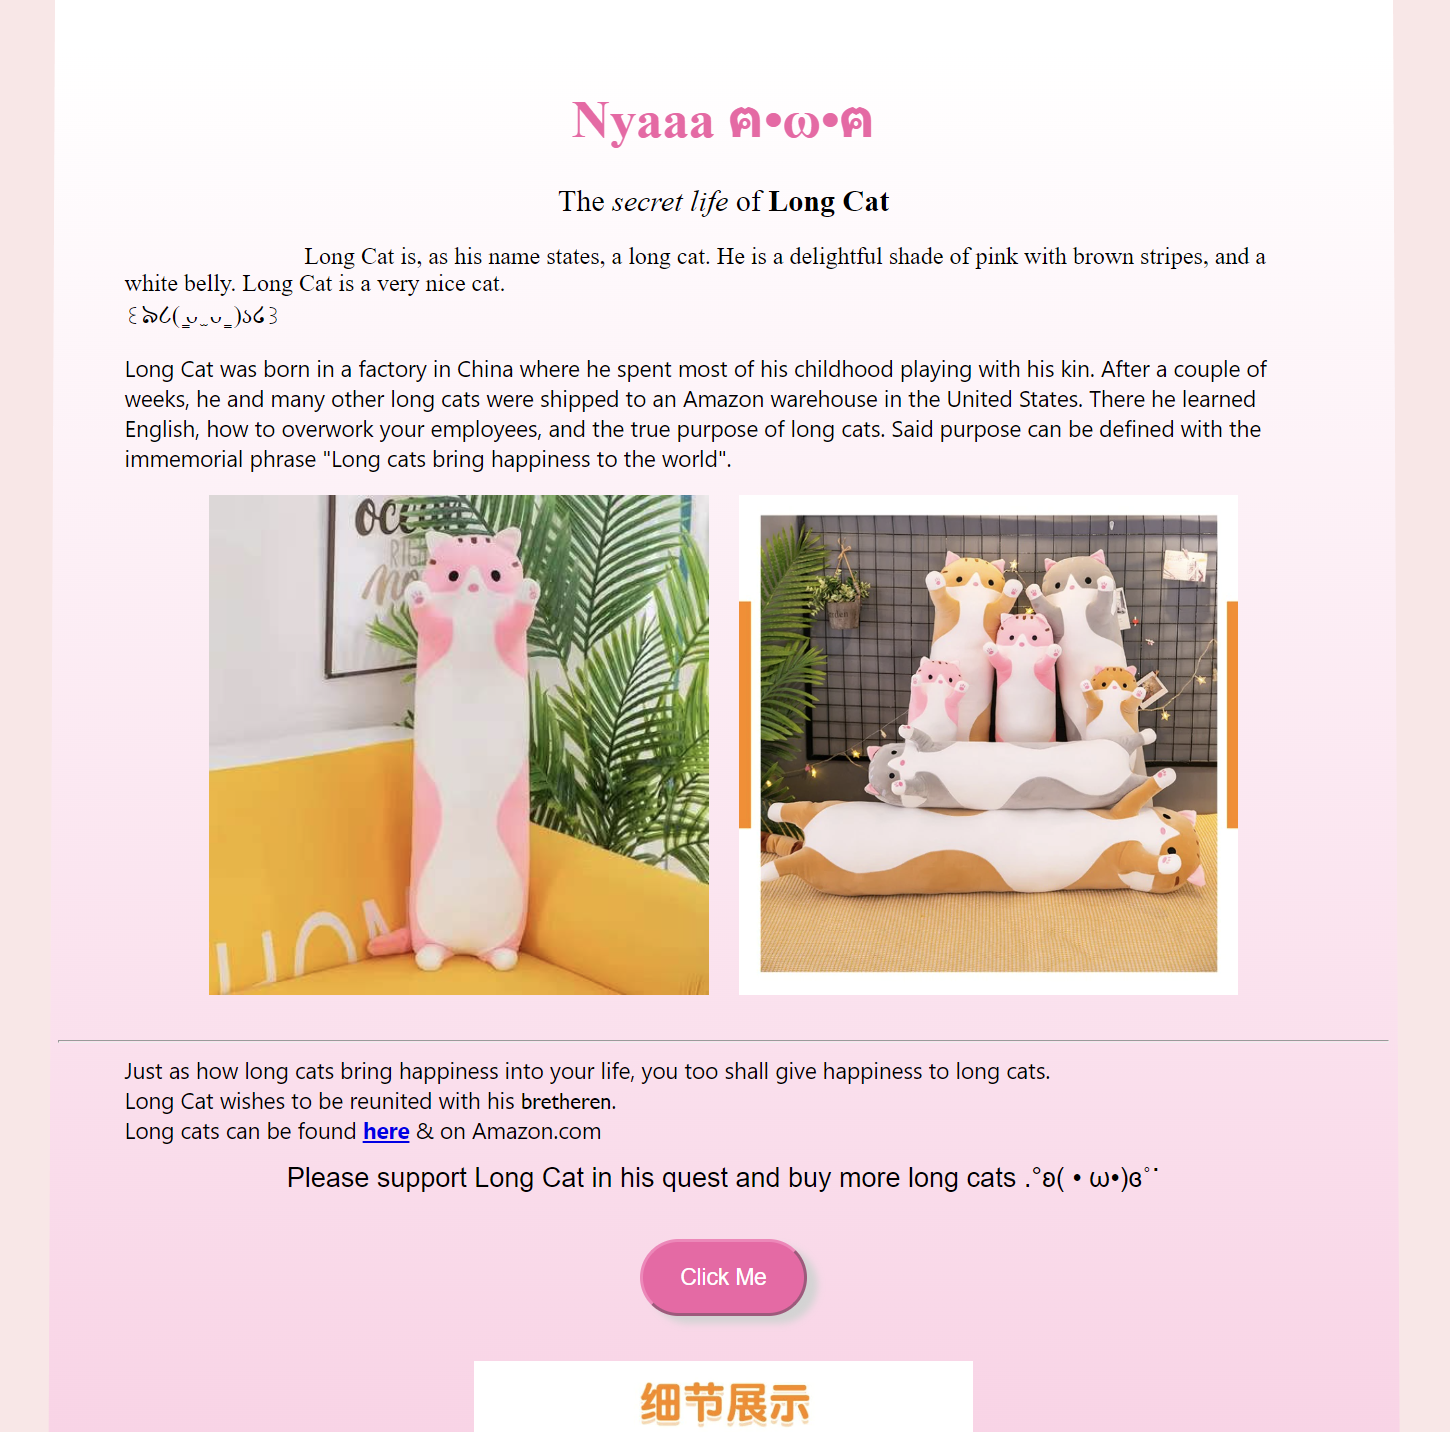 Nyaaa ฅ•ω•ฅ
The secret life of Long Cat
Long Cat is, as his name states, a long cat. He is a delightful shade of pink with brown stripes, and a
white belly. Long Cat is a very nice cat.
Long Cat was born in a factory in China where he spent most of his childhood playing with his kin. After a couple of
weeks, he and many other long cats were shipped to an Amazon warehouse in the United States. There he learned
English, how to overwork your employees, and the true purpose of long cats. Said purpose can be defined with the
immemorial phrase "Long cats bring happiness to the world".
Just as how long cats bring happiness into your life, you too shall give happiness to long cats.
Long Cat wishes to be reunited with his bretheren.
Long cats can be found here & on Amazon.com
Please support Long Cat in his quest and buy more long cats .°ʚ( • ω•)ɞ°˙
Click Me
细节展示